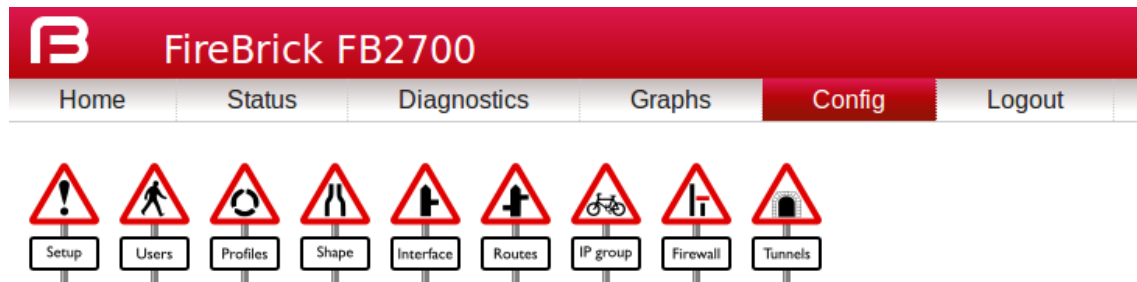 FireBrick FB2700
Home Status Diagnostics Graphs Config Logout
Setup Users Profiles Shape Interface Routes IP group Firewall Tunnels